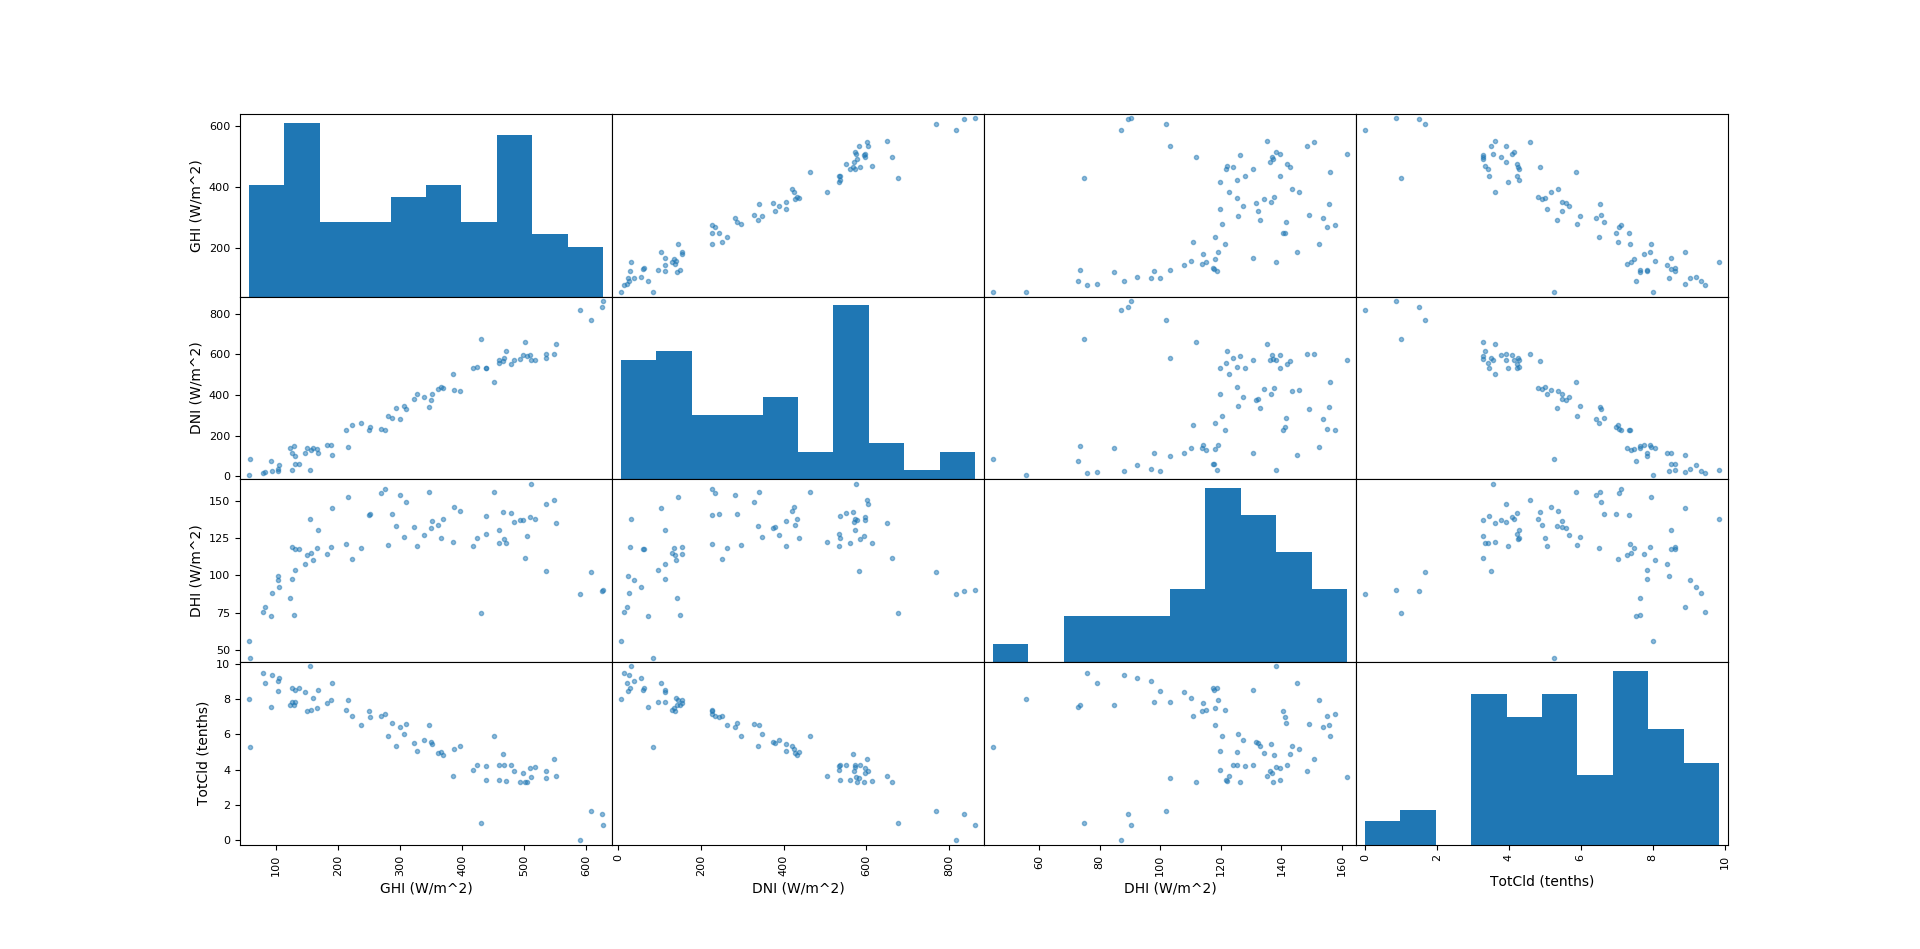 600
400
200
GHI (W/m^2)
800
600
400
200
0
DNI (W/m^2)
150
125
100
75
50
DHI (W/m^2)
10
8
6
4
2
0
TotCld (tenths)
100 200 300 400 500 600
GHI (W/m^2)
0 200 400 600 800
DNI (W/m^2)
60 80 100 120 140 160
DHI (W/m^2)
0 2 4 6 8 10
TotCld (tenths)